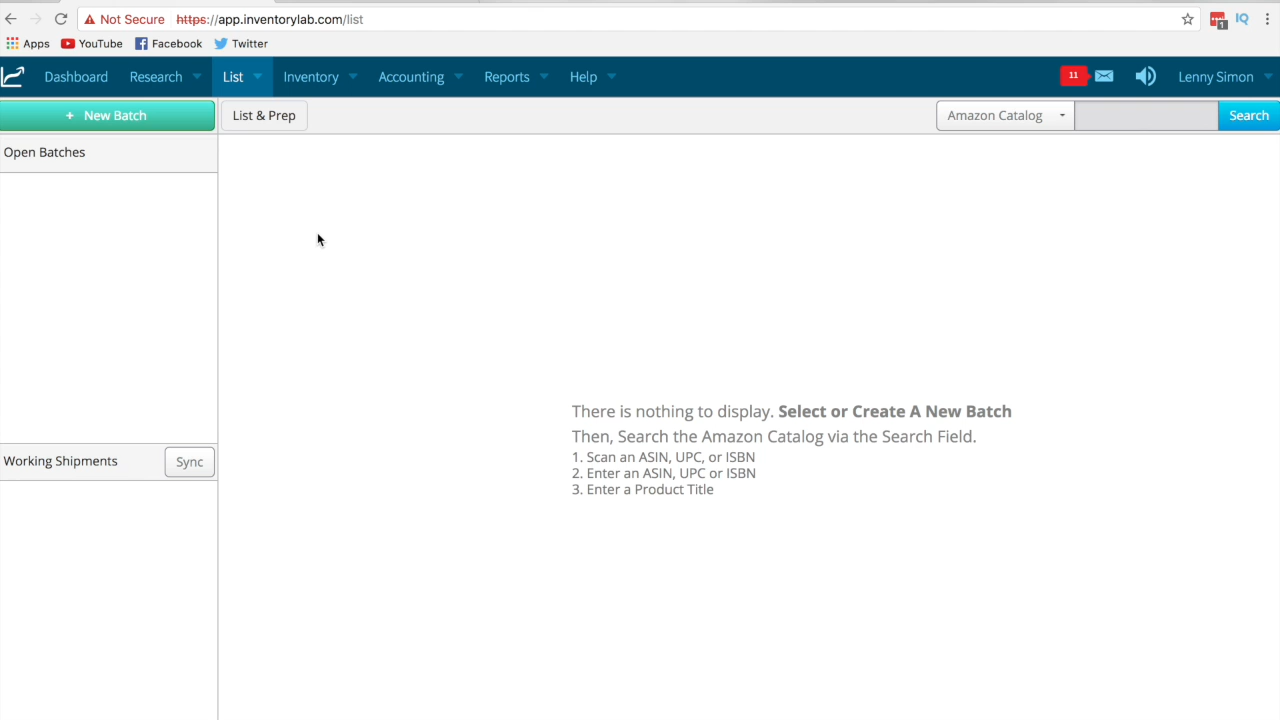 Not Secure https://app.inventorylab.com/list 1 IQ
Apps YouTube Facebook Twitter
Dashboard Research List Inventory Accounting Reports Help 11 Lenny Simon
+ New Batch List & Prep Amazon Catalog Search
Open Batches
There is nothing to display. Select or Create A New Batch
Then, Search the Amazon Catalog via the Search Field.
1. Scan an ASIN, UPC, or ISBN
Working Shipments Sync
2. Enter an ASIN, UPC or ISBN
3. Enter a Product Title